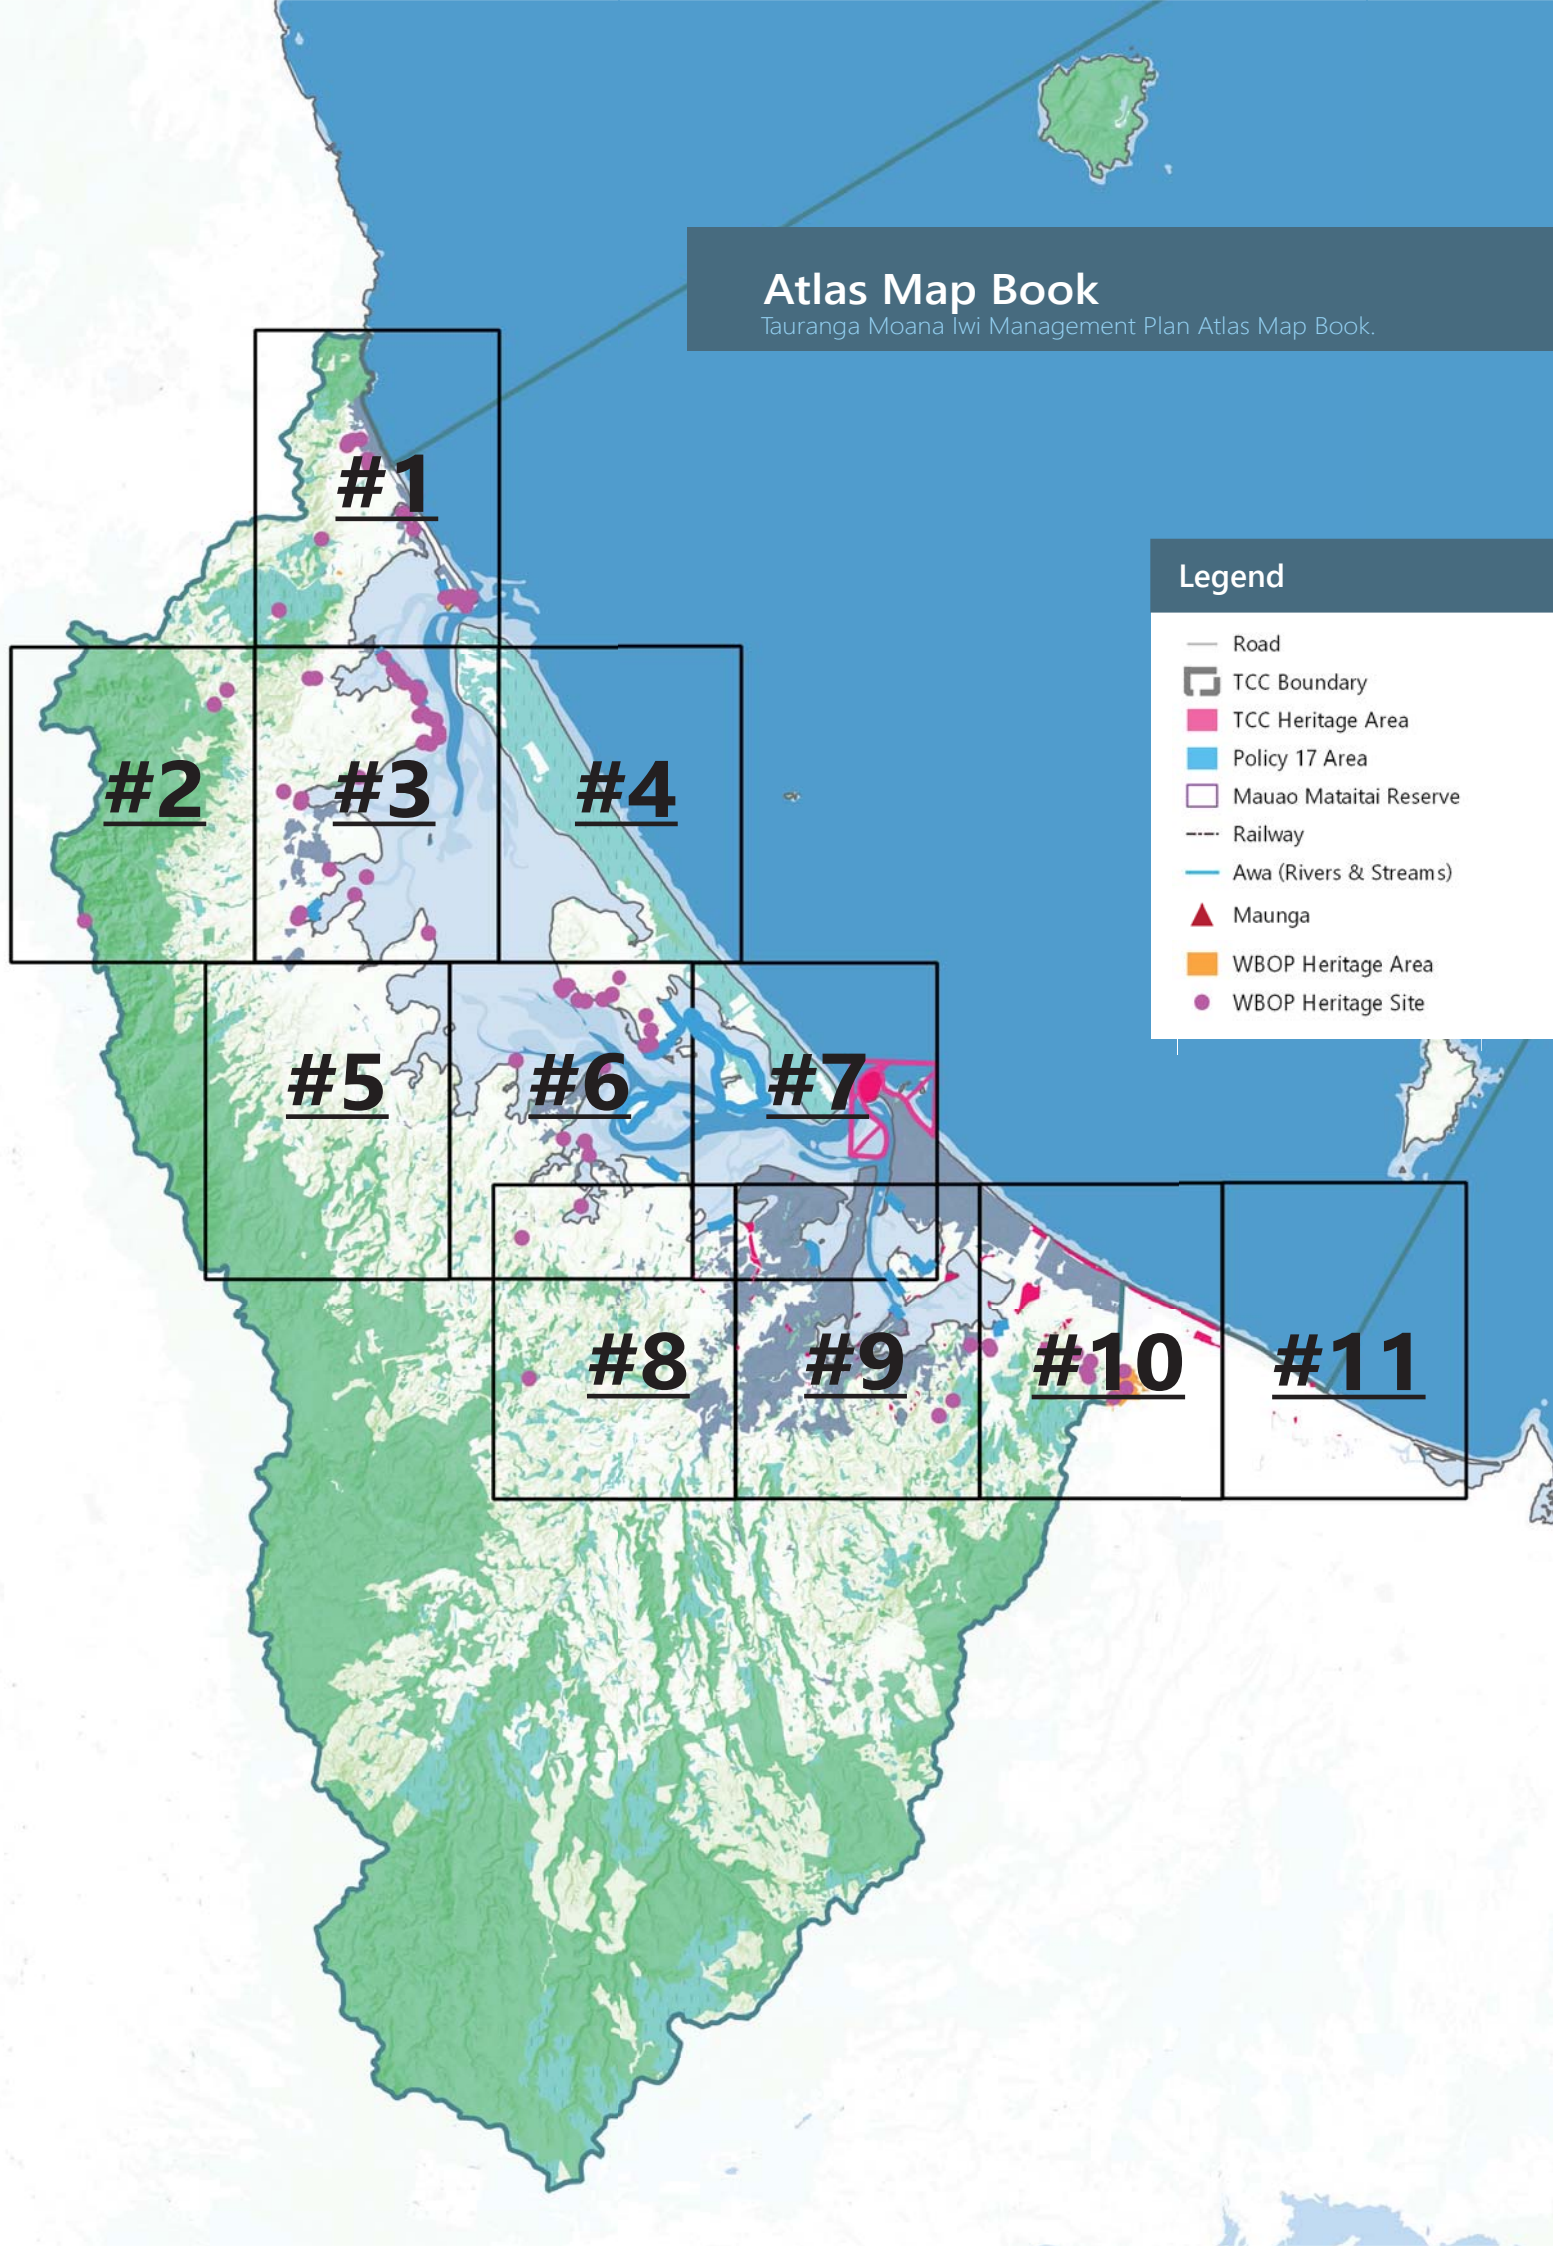 Atlas Map Book
Tauranga Moana Iwi Management Plan Atlas Map Book.
#1
Legend
Road
TCC Boundary
TCC Heritage Area
Policy 17 Area
Mauao Mataitai Reserve
Railway
Awa (Rivers & Streams)
Maunga
WBOP Heritage Area
WBOP Heritage Site
#2
#3
#4
#5
#6
#7
#8
#9
#10
#11